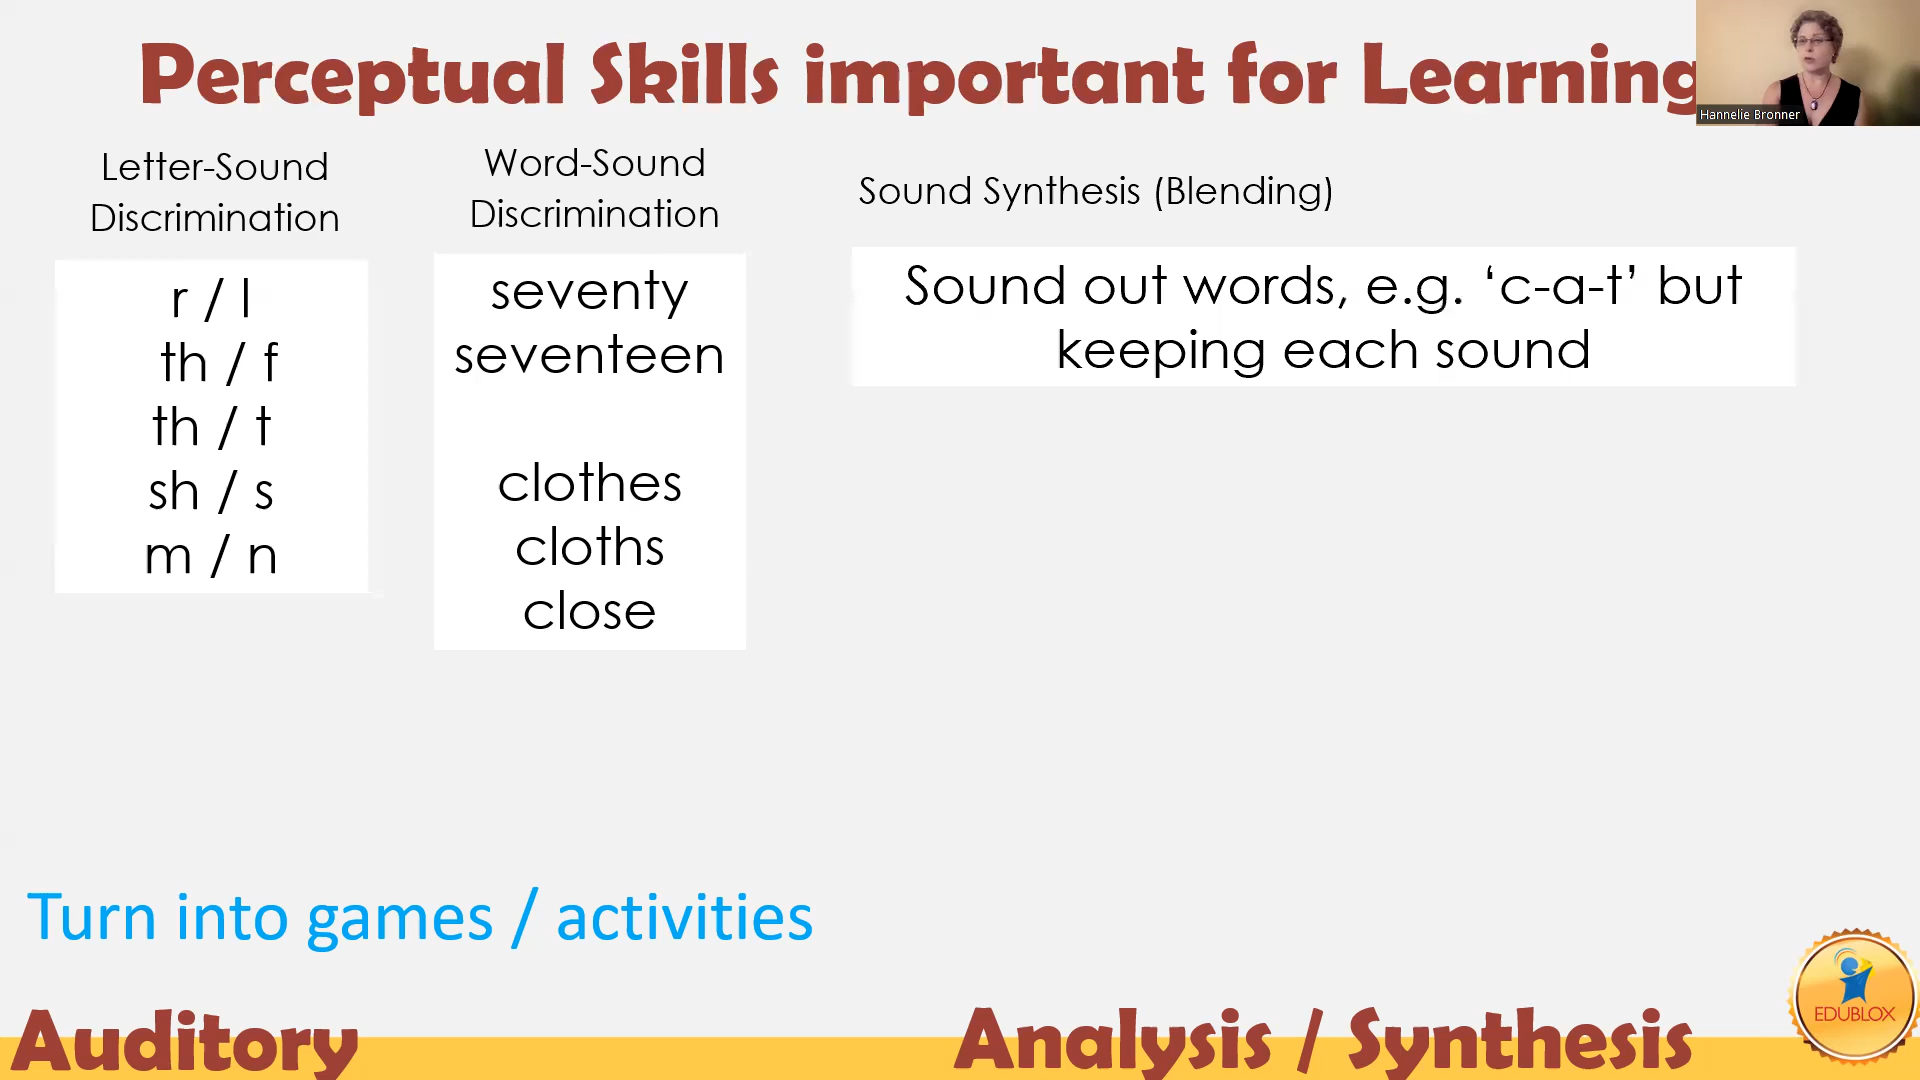 Perceptual Skills important for Learning
Hannelie Bronner
Letter-Sound
Discrimination
r / l
th / f
th / t
sh / s
m / n
Word-Sound
Discrimination
seventy
seventeen
clothes
cloths
close
Sound Synthesis (Blending)
Sound out words, e.g. ‘c-a-t’ but
keeping each sound
Turn into games / activities
Auditory
Analysis / Synthesis
EDUBLOX